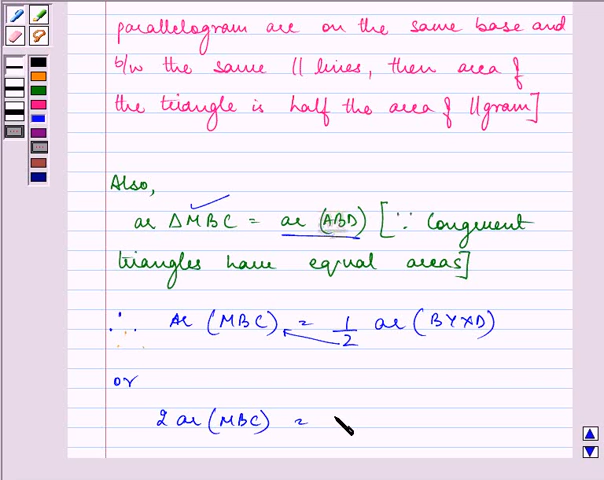 parallelogram are on the same base and
b/w the same || lines, then area of
the triangle is half the area of ||gram]
Also,
ar ΔMBC = ar (ABD) [∵ Congruent
triangles have equal areas]
∴ Ar (MBC) = 1/2 ar (BYXD)
or
2 ar (MBC) =